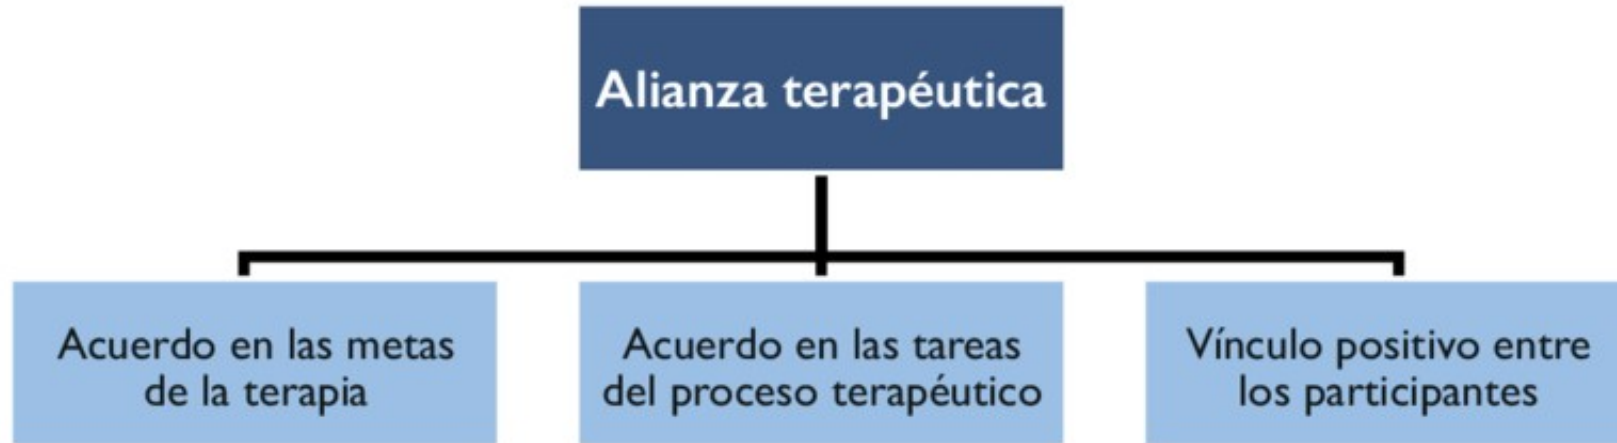 Alianza terapéutica
Acuerdo en las metas
de la terapia
Acuerdo en las tareas
del proceso terapéutico
Vínculo positivo entre
los participantes